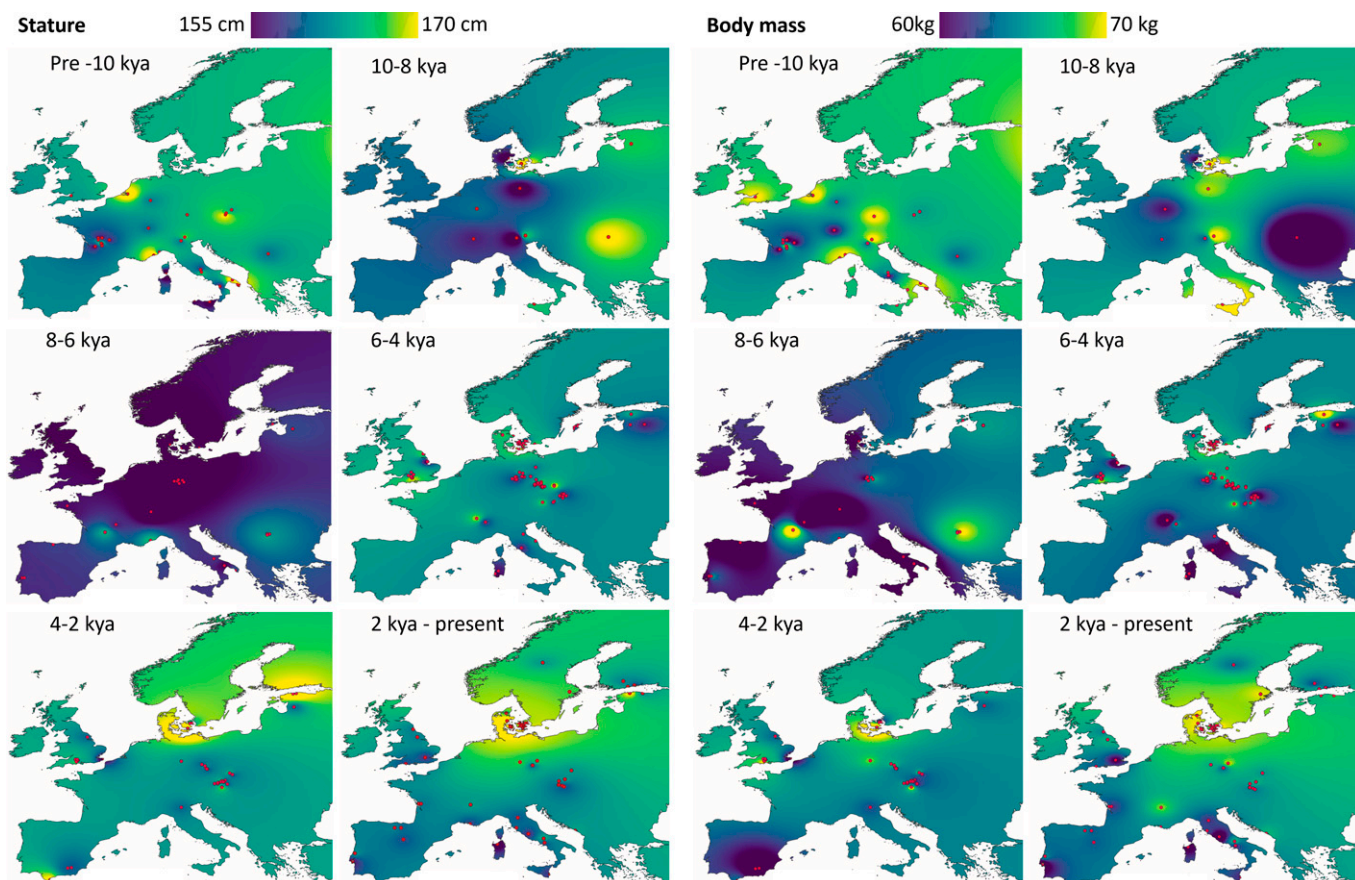 Stature 155 cm 170 cm Body mass 60kg 70 kg
Pre -10 kya 10-8 kya Pre -10 kya 10-8 kya
8-6 kya 6-4 kya 8-6 kya 6-4 kya
4-2 kya 2 kya - present 4-2 kya 2 kya - present